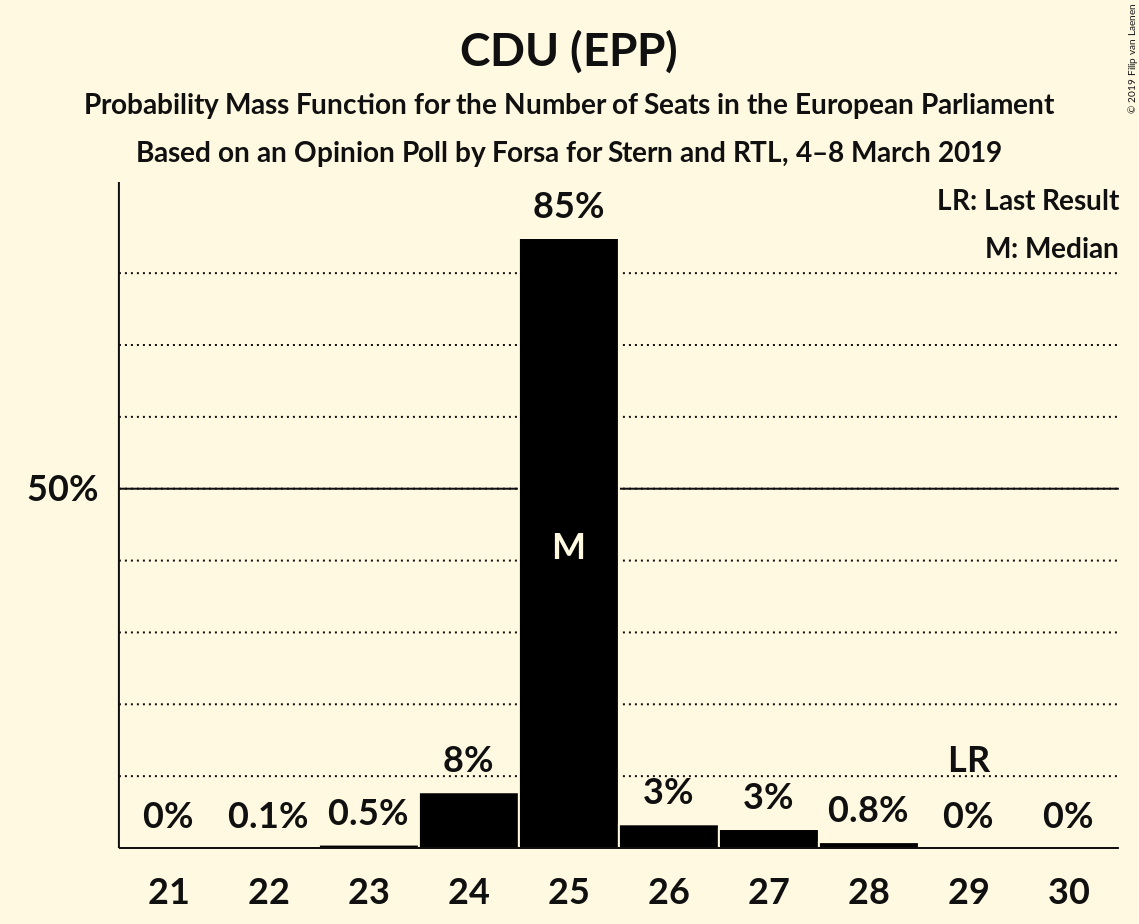 CDU (EPP)
Probability Mass Function for the Number of Seats in the European Parliament
Based on an Opinion Poll by Forsa for Stern and RTL, 4–8 March 2019
© 2019 Filip van Laenen
LR: Last Result
M: Median
85%
50%
M
8%
LR
0%
0.1%
0.5%
3%
3%
0.8%
0%
0%
21
22
23
24
25
26
27
28
29
30